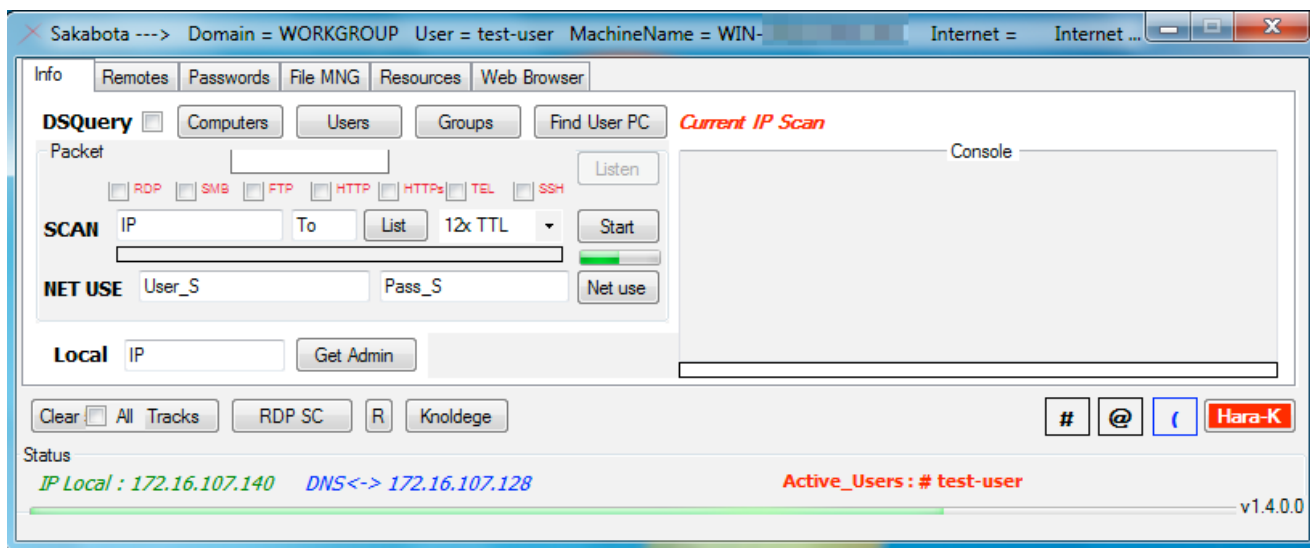 Sakabota ---> Domain = WORKGROUP User = test-user MachineName = WIN- Internet = Internet ...
Info Remotes Passwords File MNG Resources Web Browser
DSQuery Computers Users Groups Find User PC Current IP Scan
Packet Console
Listen
RDP SMB FTP HTTP HTTPs TEL SSH
SCAN IP To List 12x TTL Start
NET USE User_S Pass_S Net use
Local IP Get Admin
Clear All Tracks RDP SC R Knoldege # @ ( Hara-K
Status
IP Local : 172.16.107.140 DNS<-> 172.16.107.128 Active_Users : # test-user
v1.4.0.0